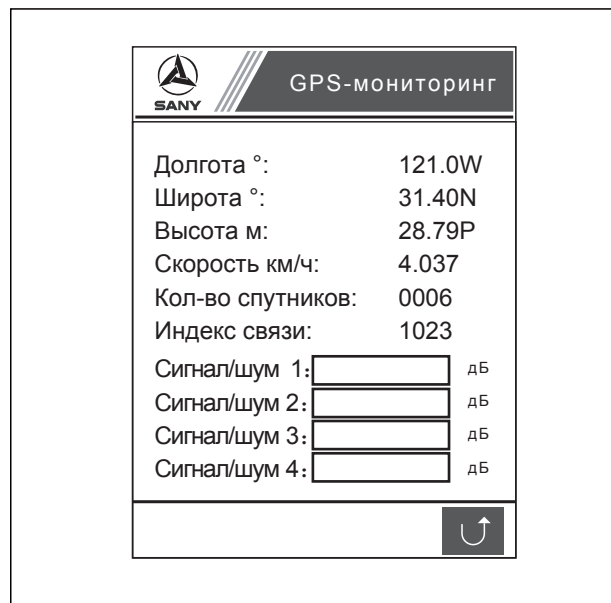 SANY
GPS-мониторинг
Долгота °: 121.0W
Широта °: 31.40N
Высота м: 28.79P
Скорость км/ч: 4.037
Кол-во спутников: 0006
Индекс связи: 1023
Сигнал/шум 1: дБ
Сигнал/шум 2: дБ
Сигнал/шум 3: дБ
Сигнал/шум 4: дБ